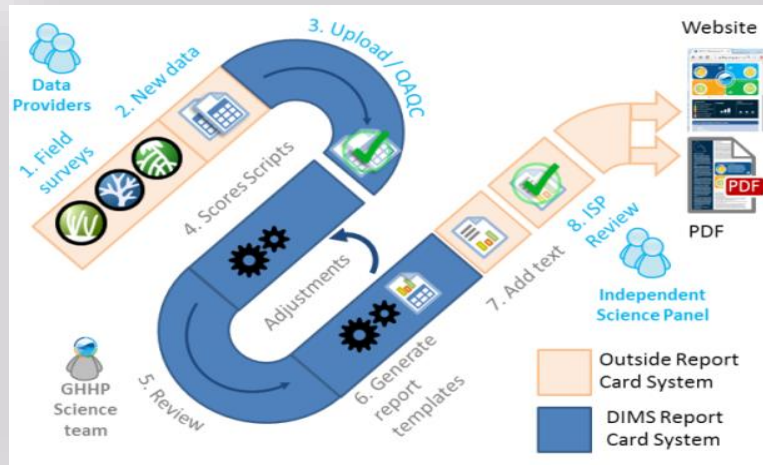 Data
Providers
1. Field
surveys
2. New data
3. Upload / QAQC
4. Scores Scripts
Adjustments
5. Review
6. Generate
report
templates
7. Add text
8. ISP
Review
Website
PDF
PDF
Independent
Science Panel
GHHP
Science
team
Outside Report
Card System
DIMS Report
Card System